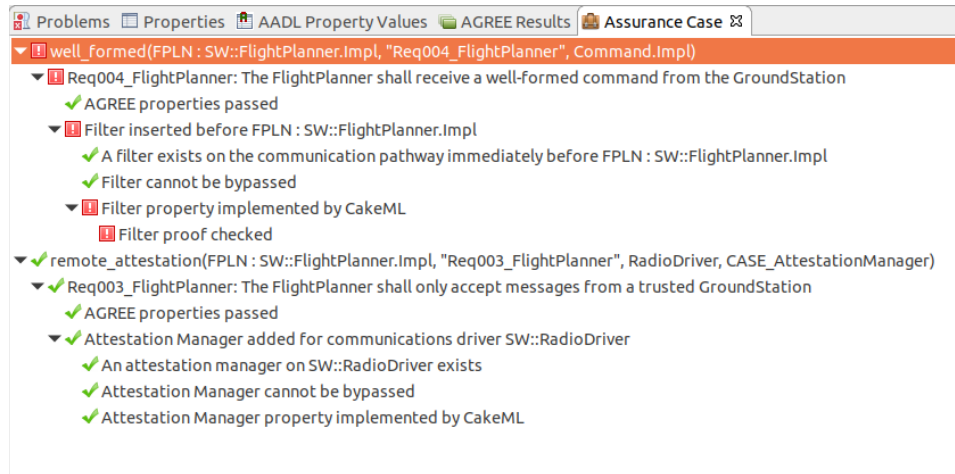 Problems Properties AADL Property Values AGREE Results Assurance Case
well_formed(FPLN : SW::FlightPlanner.Impl, "Req004_FlightPlanner", Command.Impl)
Req004_FlightPlanner: The FlightPlanner shall receive a well-formed command from the GroundStation
AGREE properties passed
Filter inserted before FPLN : SW::FlightPlanner.Impl
A filter exists on the communication pathway immediately before FPLN : SW::FlightPlanner.Impl
Filter cannot be bypassed
Filter property implemented by CakeML
Filter proof checked
remote_attestation(FPLN : SW::FlightPlanner.Impl, "Req003_FlightPlanner", RadioDriver, CASE_AttestationManager)
Req003_FlightPlanner: The FlightPlanner shall only accept messages from a trusted GroundStation
AGREE properties passed
Attestation Manager added for communications driver SW::RadioDriver
An attestation manager on SW::RadioDriver exists
Attestation Manager cannot be bypassed
Attestation Manager property implemented by CakeML